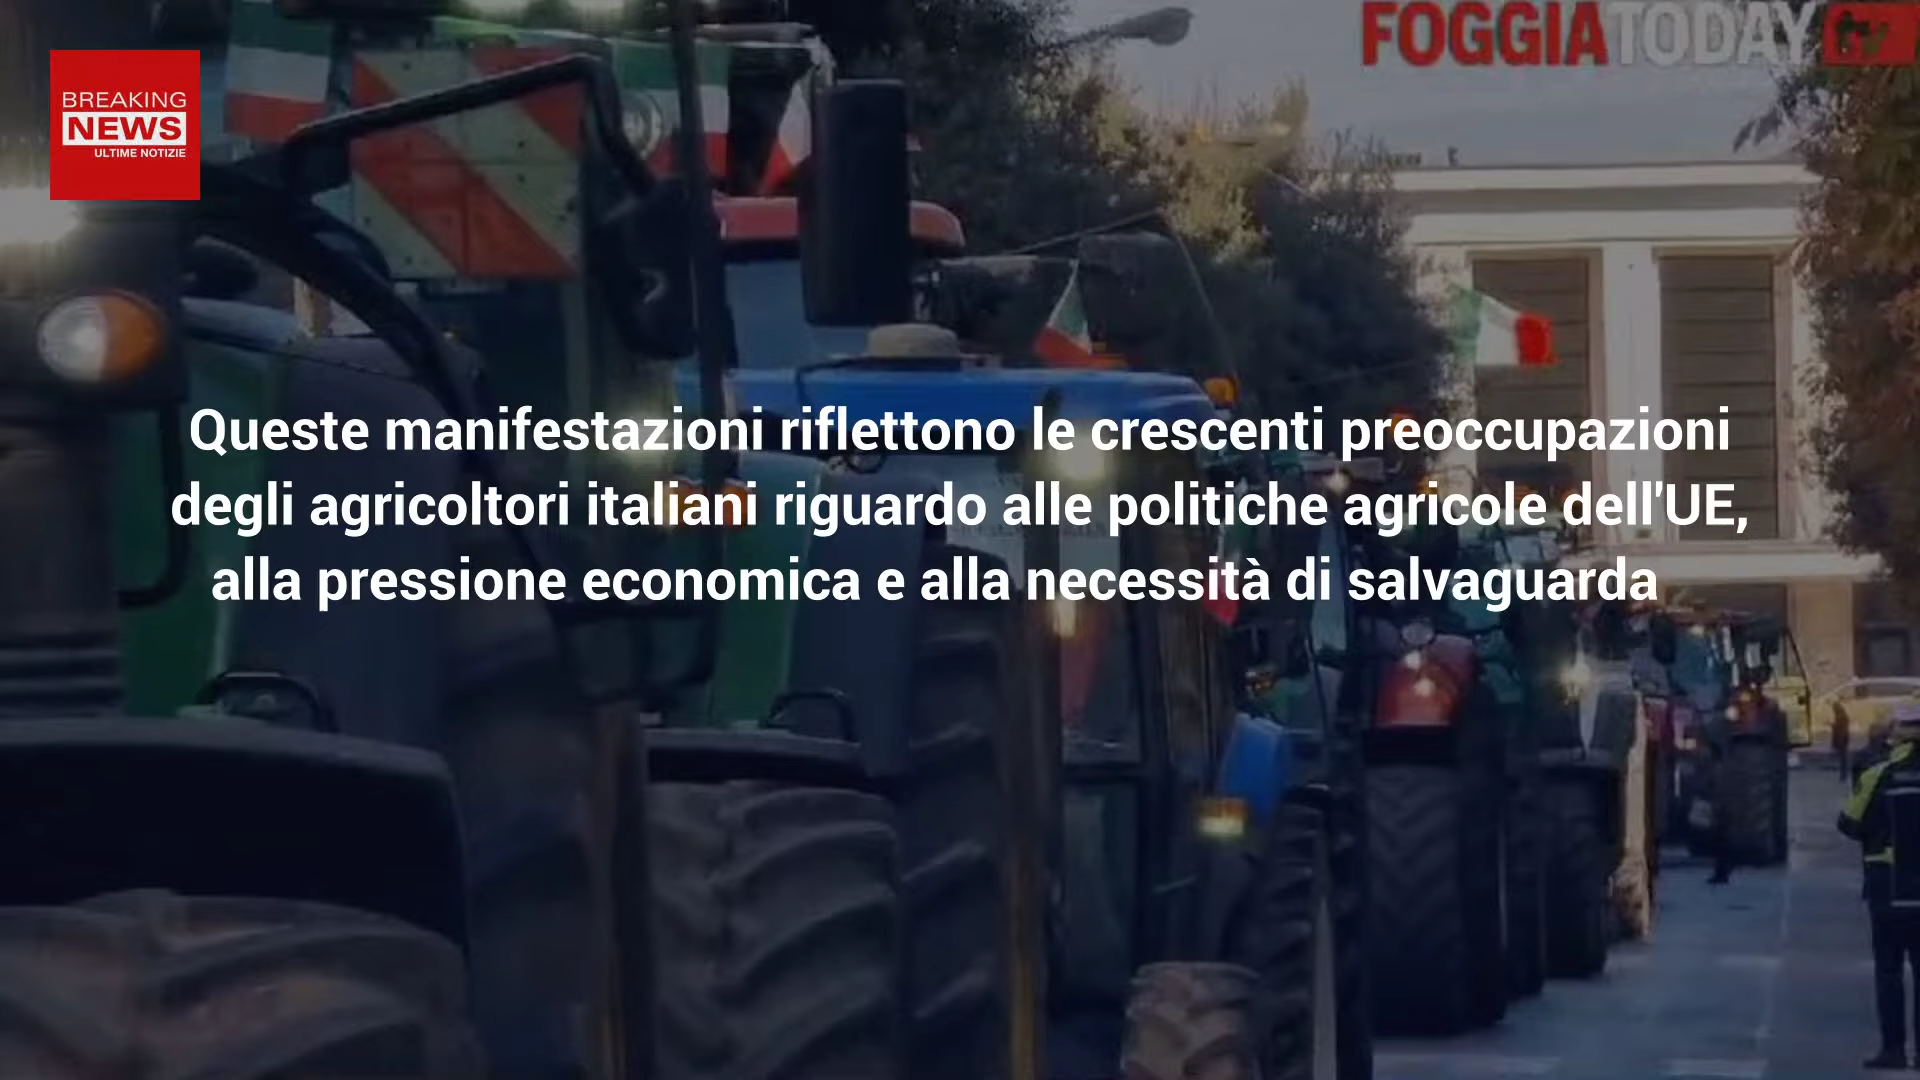 FOGGIATODAY
BREAKING
NEWS
ULTIME NOTIZIE
Queste manifestazioni riflettono le crescenti preoccupazioni
degli agricoltori italiani riguardo alle politiche agricole dell'UE,
alla pressione economica e alla necessità di salvaguarda